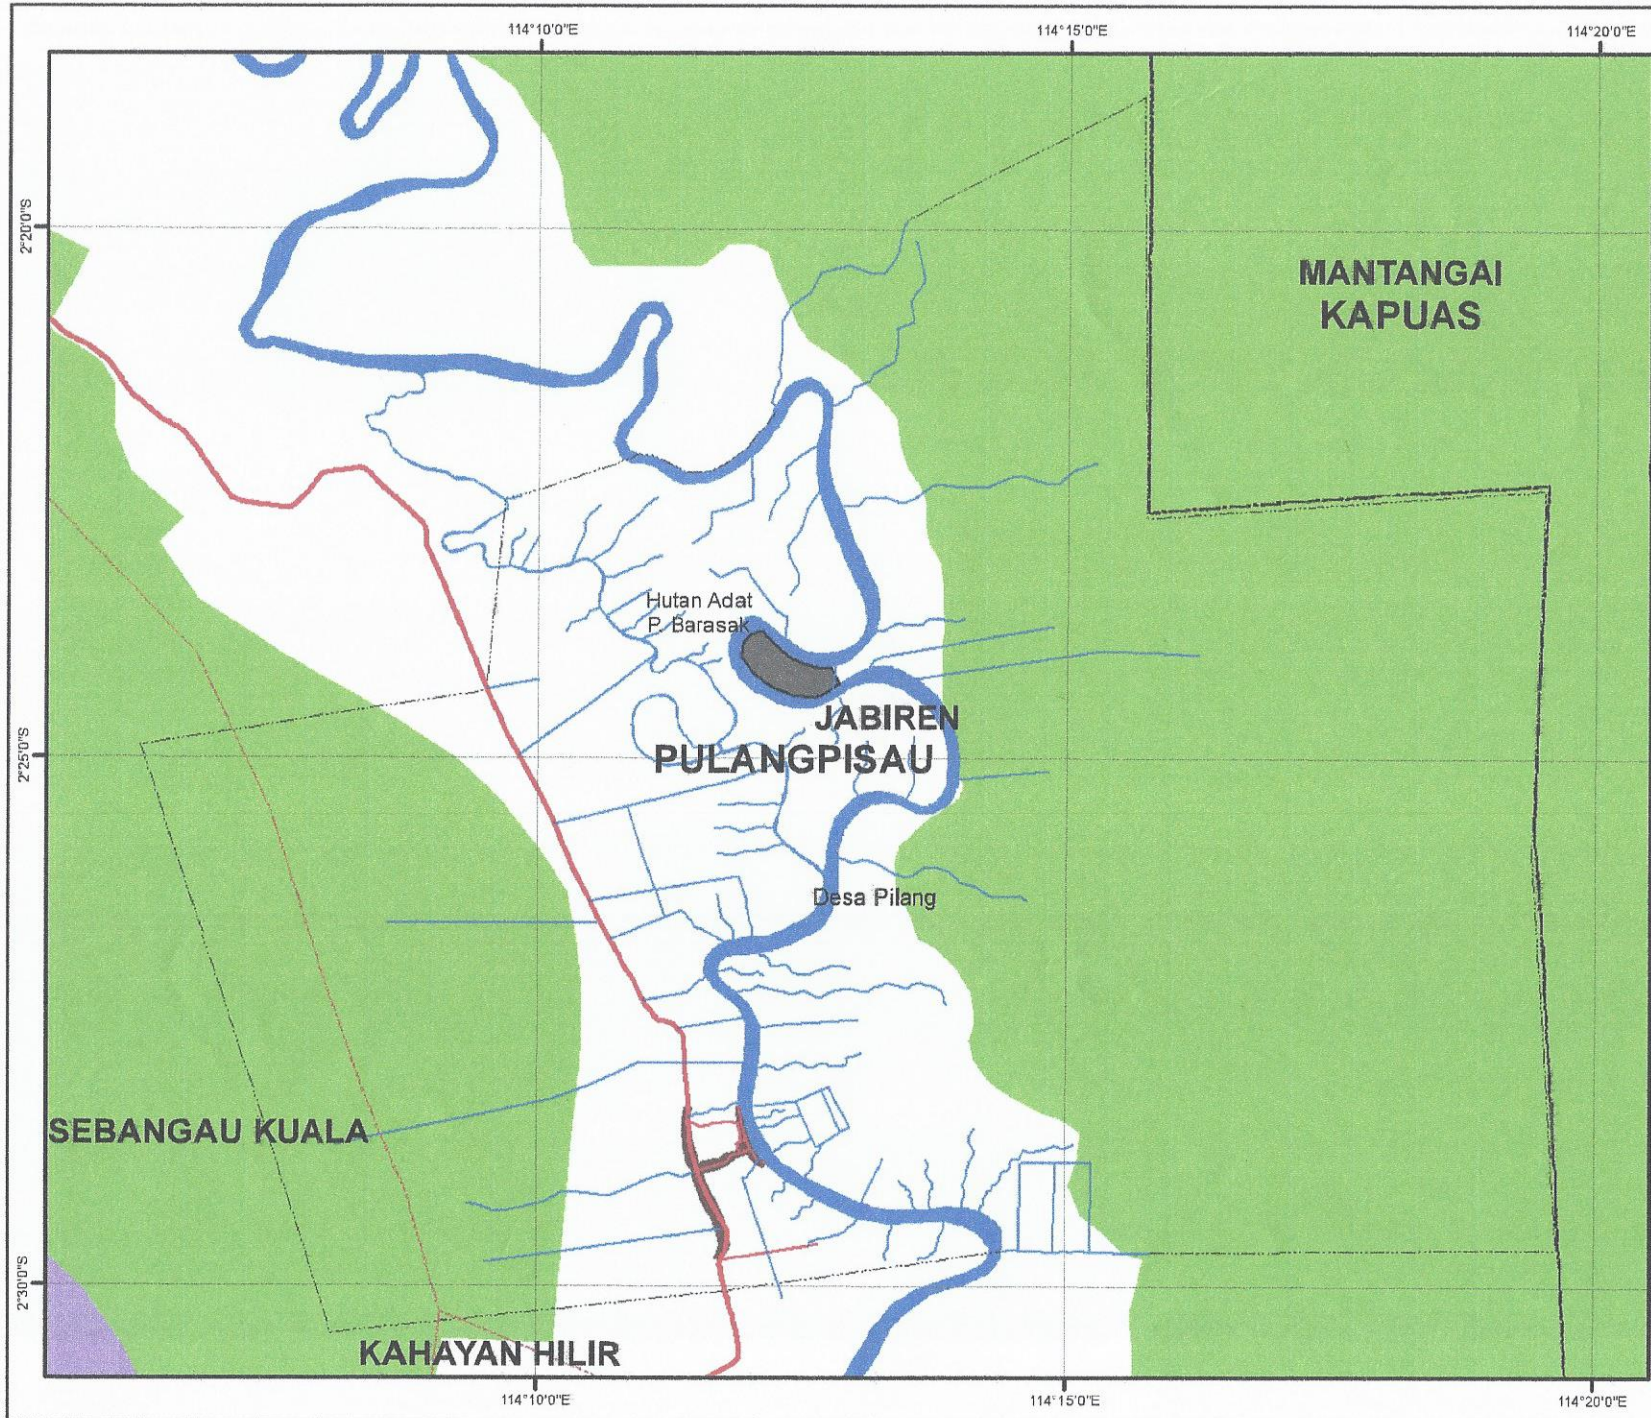 114°10'0"E
114°15'0"E
114°20'0"E
2°20'0"S
MANTANGAI
KAPUAS
Hutan Adat
P. Barasak
JABIREN
PULANGPISAU
2°25'0"S
Desa Pilang
SEBANGAU KUALA
2°30'0"S
KAHAYAN HILIR
114°10'0"E
114°15'0"E
114°20'0"E